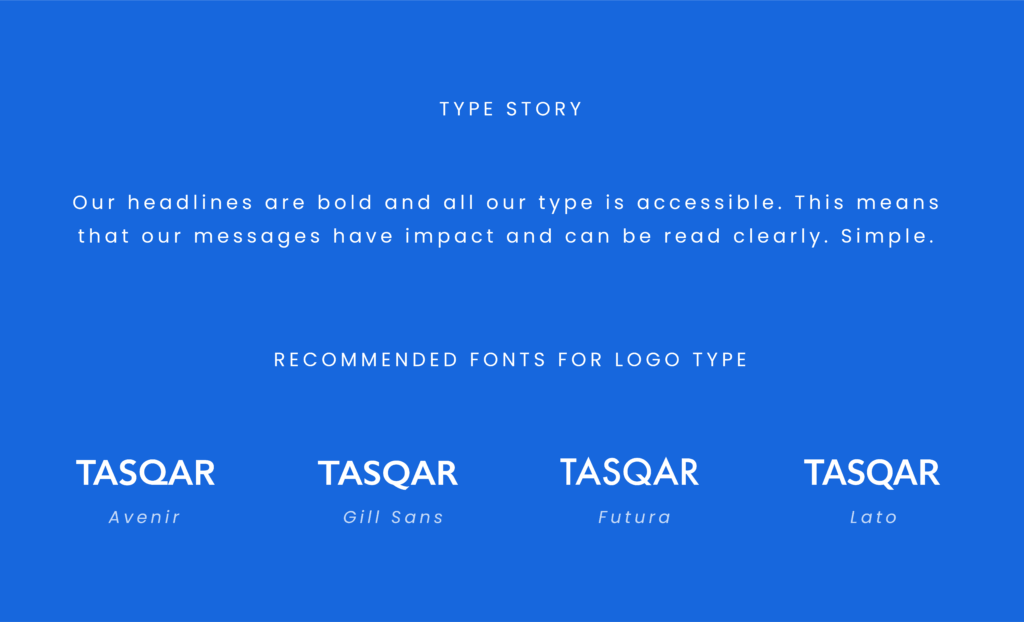 TYPE STORY
Our headlines are bold and all our type is accessible. This means
that our messages have impact and can be read clearly. Simple.
RECOMMENDED FONTS FOR LOGO TYPE
TASQAR TASQAR TASQAR TASQAR
Avenir Gill Sans Futura Lato